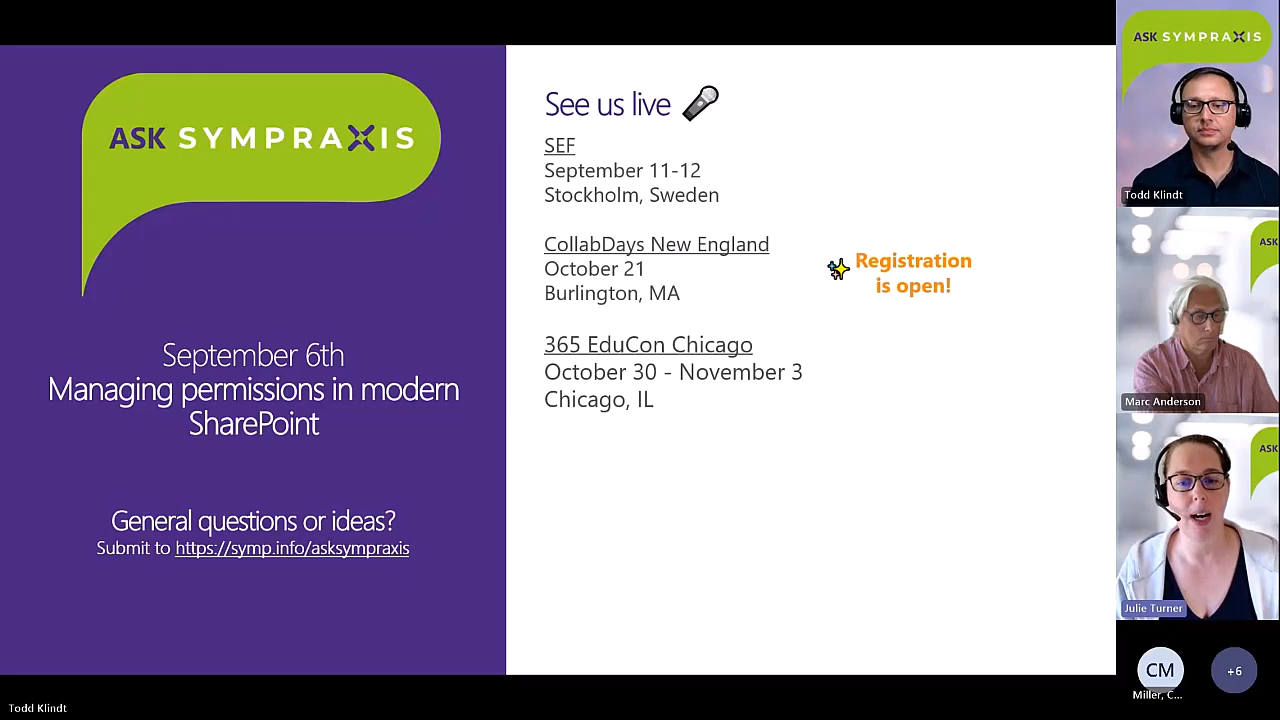 ASK SYMPRAXIS
September 6th
Managing permissions in modern
SharePoint
General questions or ideas?
Submit to https://symp.info/asksympraxis
See us live
SEF
September 11-12
Stockholm, Sweden
CollabDays New England
October 21
Burlington, MA
Registration
is open!
365 EduCon Chicago
October 30 - November 3
Chicago, IL
ASK SYMPRAXIS
Todd Klindt
ASK
Marc Anderson
ASK
Julie Turner
CM
Miller, C...
+6
Todd Klindt